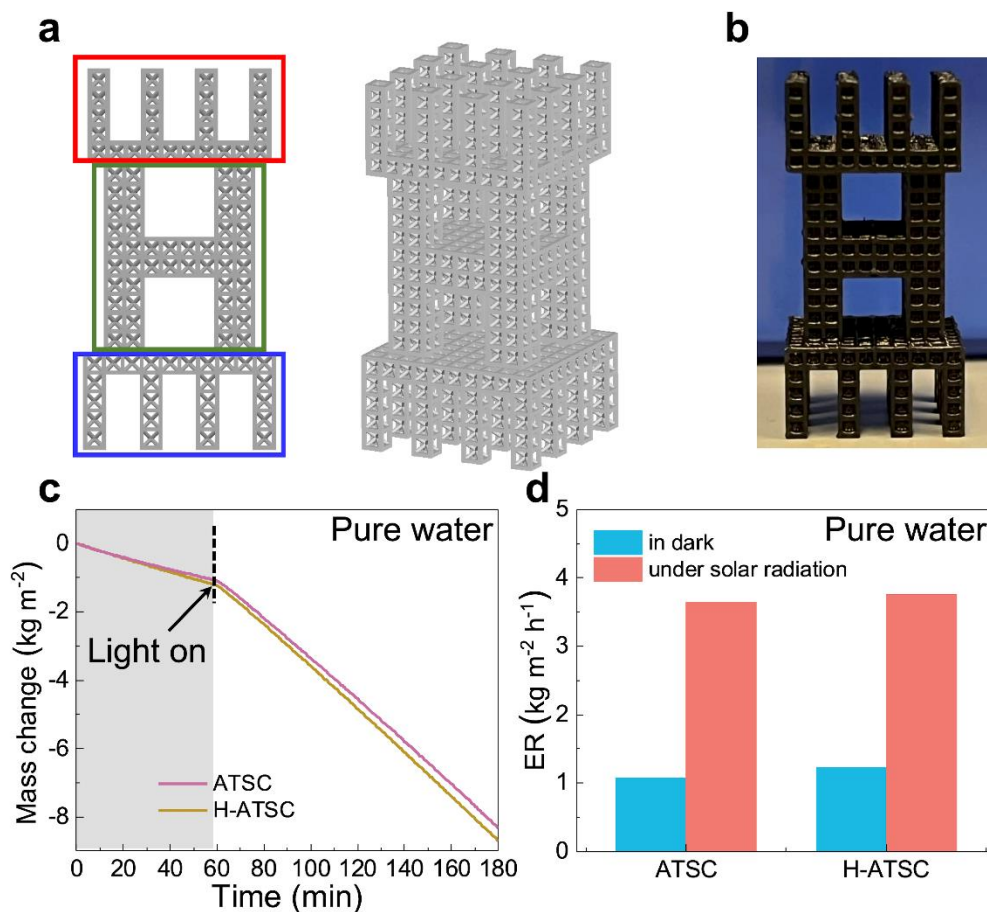 a
b
c
Pure water
Mass change (kg m-2)
0
-2
-4
-6
-8
Light on
ATSC
H-ATSC
0 20 40 60 80 100 120 140 160 180
Time (min)
d
Pure water
in dark
under solar radiation
ER (kg m-2 h-1)
5
4
3
2
1
0
ATSC H-ATSC